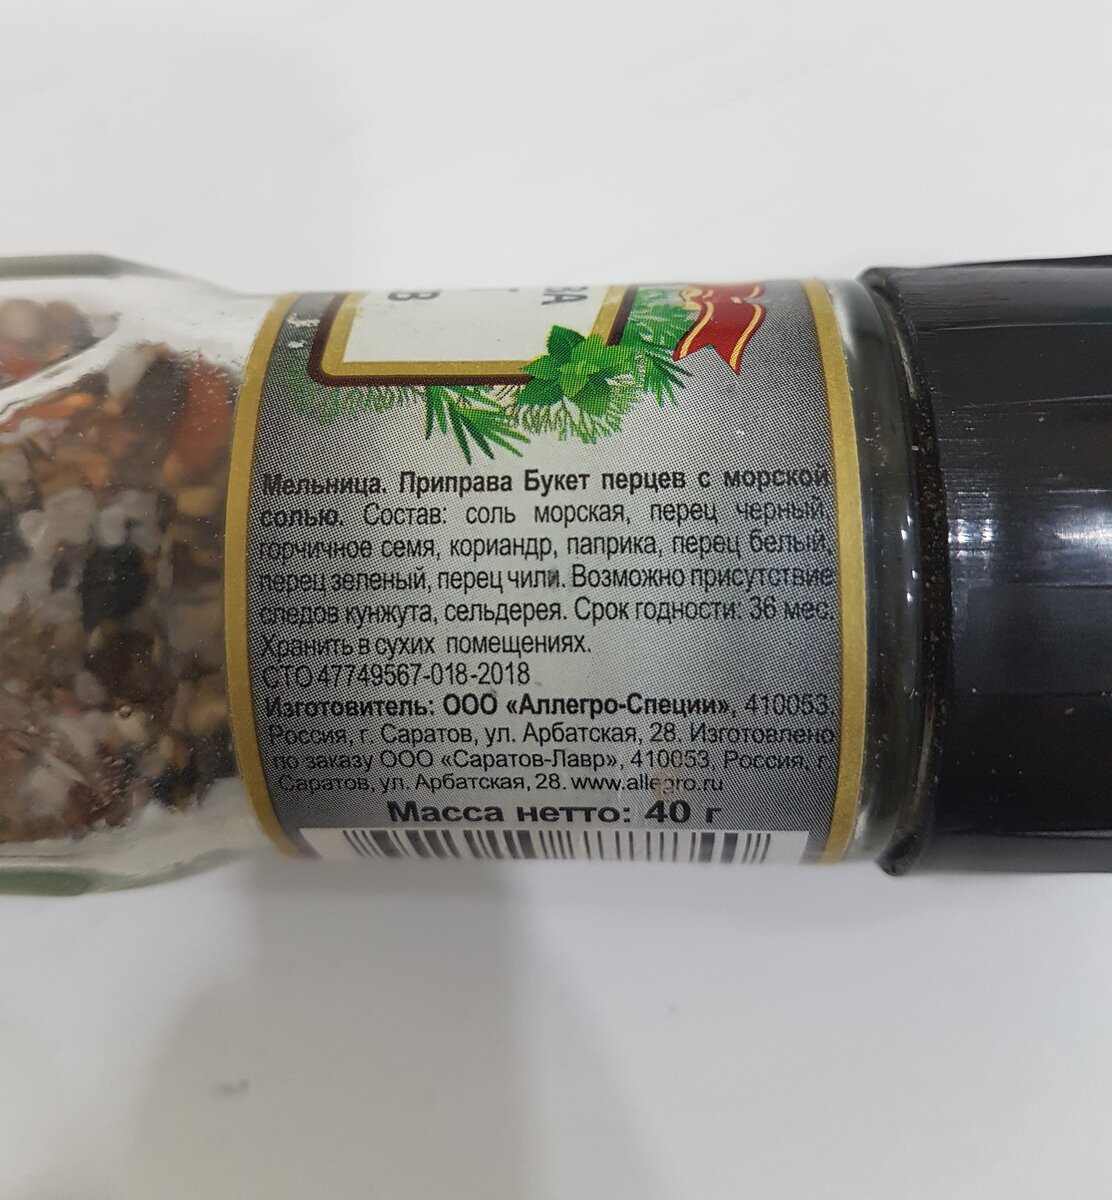 Мельница. Приправа Букет перцев с морской
солью. Состав: соль морская, перец черный,
горчичное семя, кориандр, паприка, перец белый,
перец зеленый, перец чили. Возможно присутствие
следов кунжута, сельдерея. Срок годности: 36 мес.
Хранить в сухих помещениях.
СТО 47749567-018-2018
Изготовитель: ООО «Аллегро-Специи», 410053,
Россия, г. Саратов, ул. Арбатская, 28. Изготовлено
по заказу ООО «Саратов-Лавр», 410053, Россия, г.
Саратов, ул. Арбатская, 28. www.allepro.ru
Масса нетто: 40 г